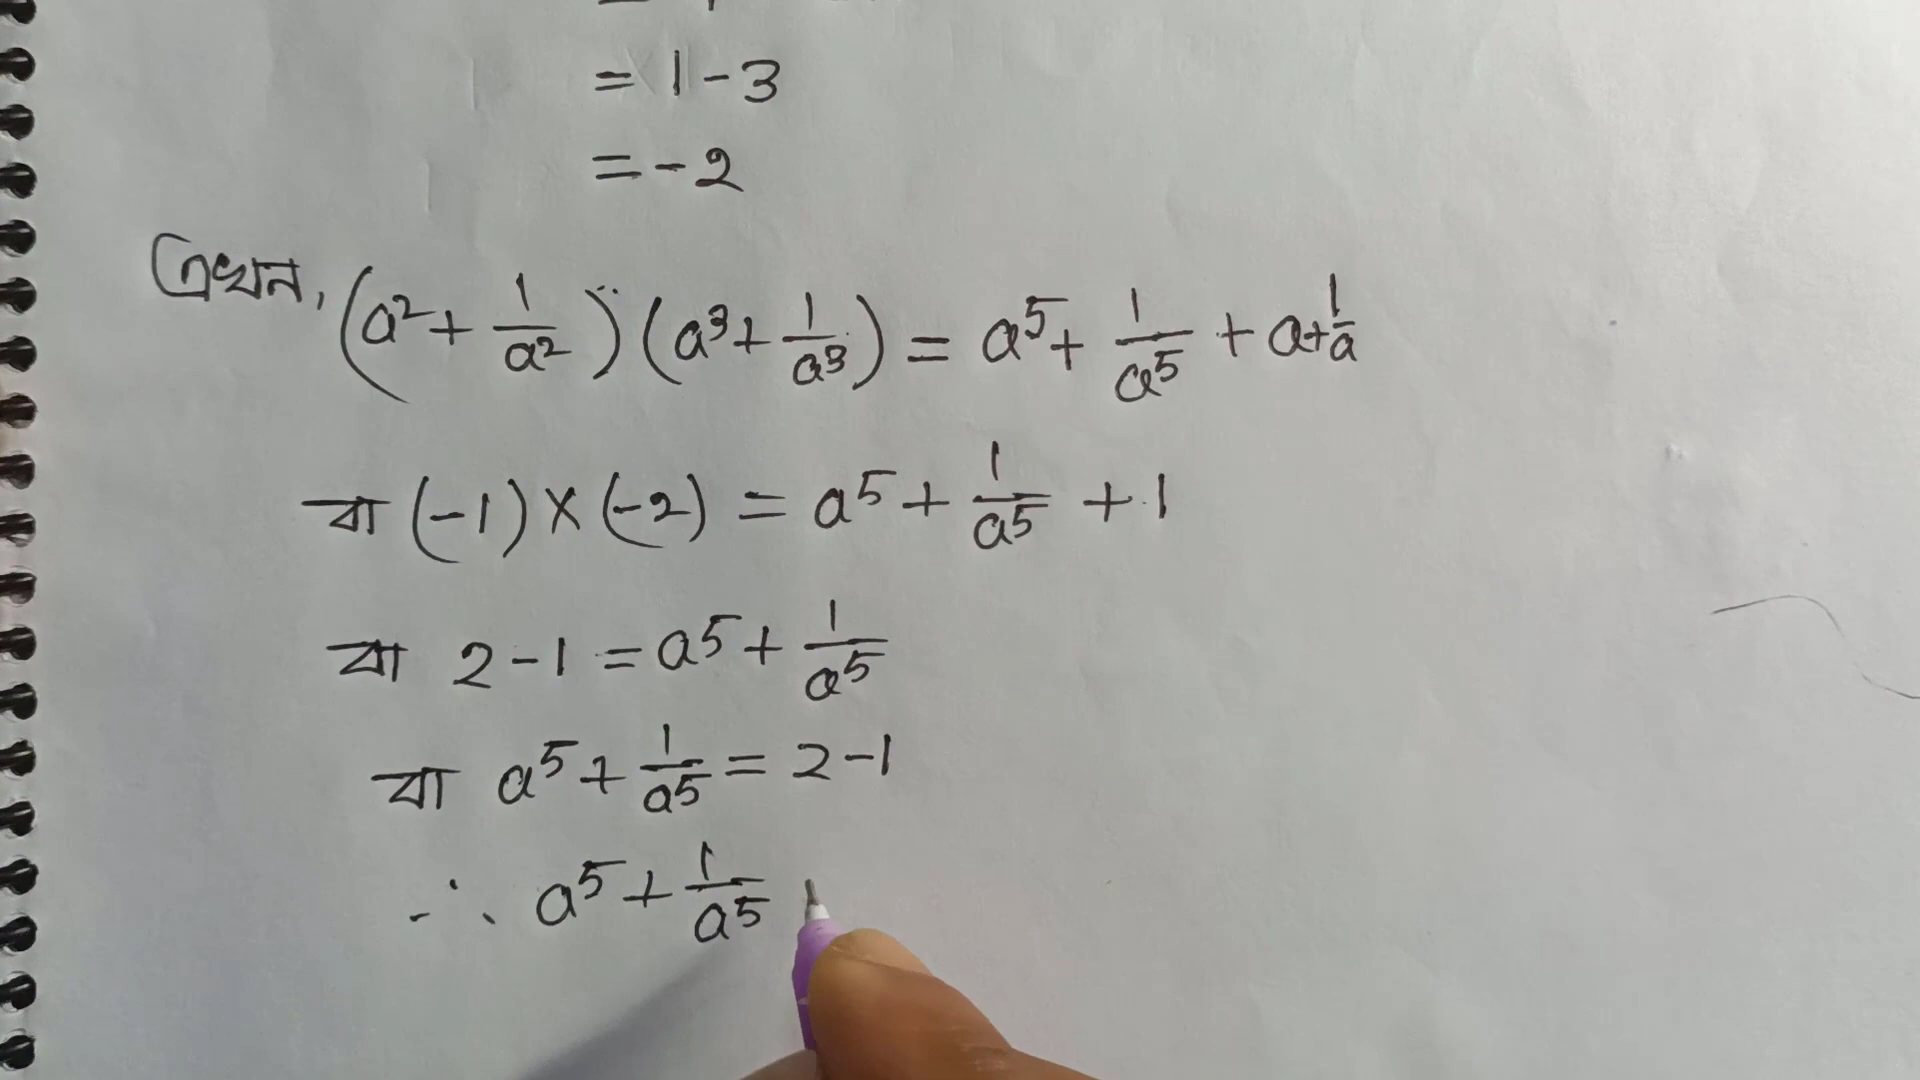 = 1 - 3
= - 2
এখন, (a² + 1/a²) (a³ + 1/a³) = a⁵ + 1/a⁵ + a + 1/a
বা (-1) × (-2) = a⁵ + 1/a⁵ + 1
বা 2 - 1 = a⁵ + 1/a⁵
বা a⁵ + 1/a⁵ = 2 - 1
∴ a⁵ + 1/a⁵